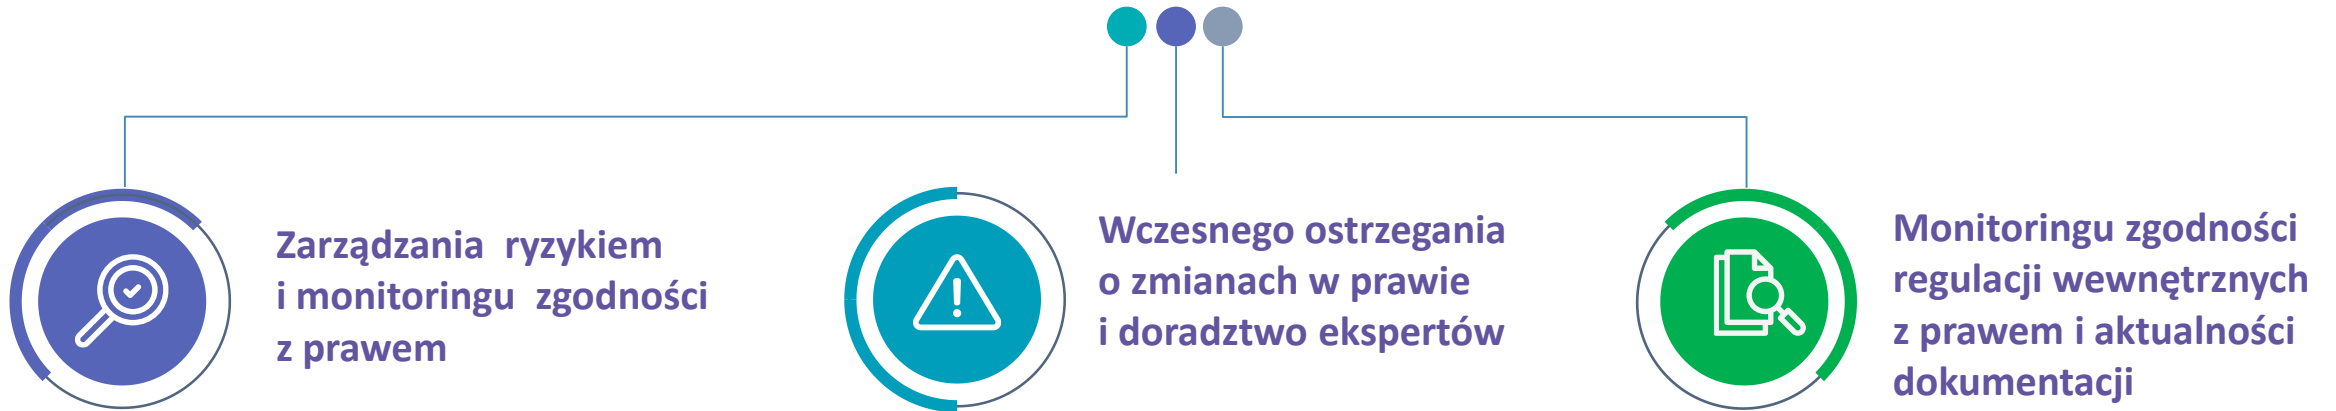 Zarządzania ryzykiem
i monitoringu zgodności
z prawem
Wczesnego ostrzegania
o zmianach w prawie
i doradztwo ekspertów
Monitoringu zgodności
regulacji wewnętrznych
z prawem i aktualności
dokumentacji